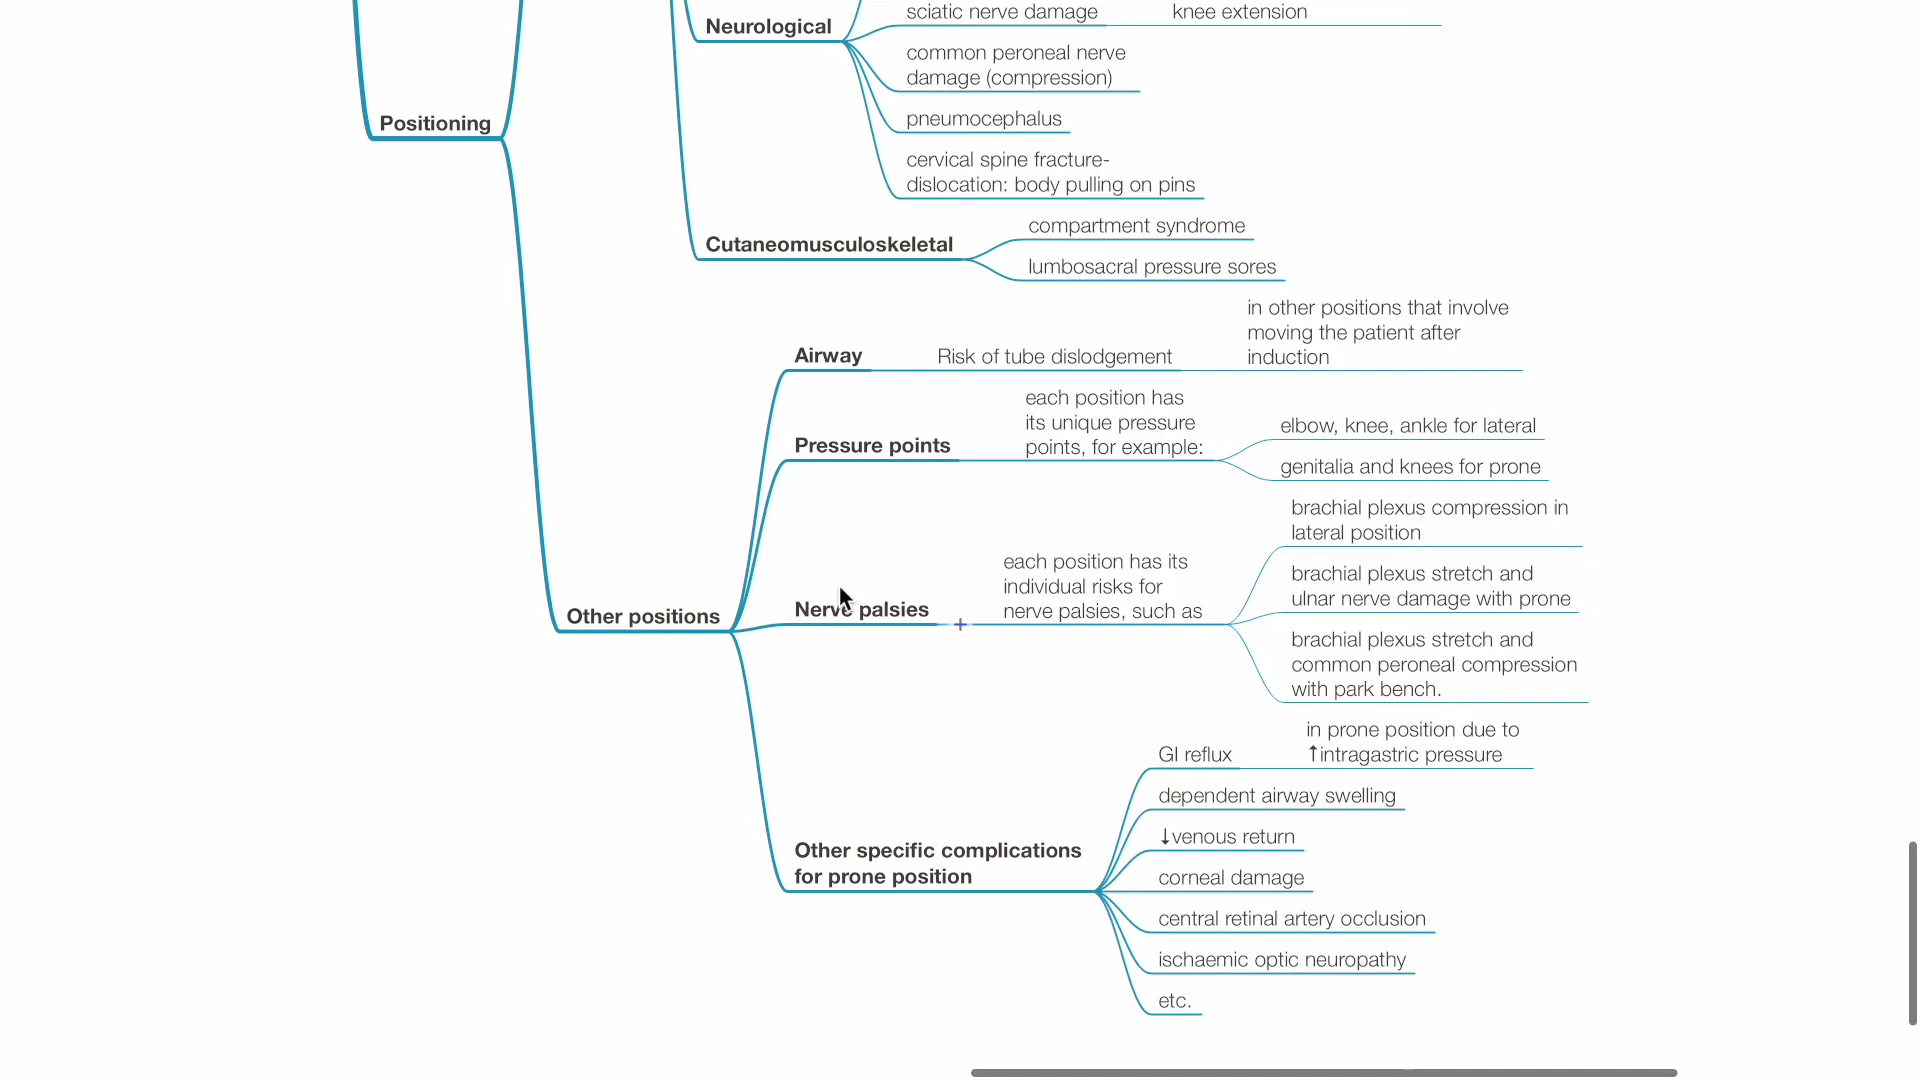 sciatic nerve damage
knee extension
Neurological
common peroneal nerve
damage (compression)
pneumocephalus
Positioning
cervical spine fracture-
dislocation: body pulling on pins
compartment syndrome
Cutaneomusculoskeletal
lumbosacral pressure sores
in other positions that involve
moving the patient after
induction
Airway
Risk of tube dislodgement
each position has
its unique pressure
points, for example:
Pressure points
elbow, knee, ankle for lateral
genitalia and knees for prone
brachial plexus compression in
lateral position
each position has its
individual risks for
nerve palsies, such as
brachial plexus stretch and
ulnar nerve damage with prone
Nerve palsies
Other positions
brachial plexus stretch and
common peroneal compression
with park bench.
in prone position due to
↑intragastric pressure
GI reflux
dependent airway swelling
↓venous return
Other specific complications
for prone position
corneal damage
central retinal artery occlusion
ischaemic optic neuropathy
etc.